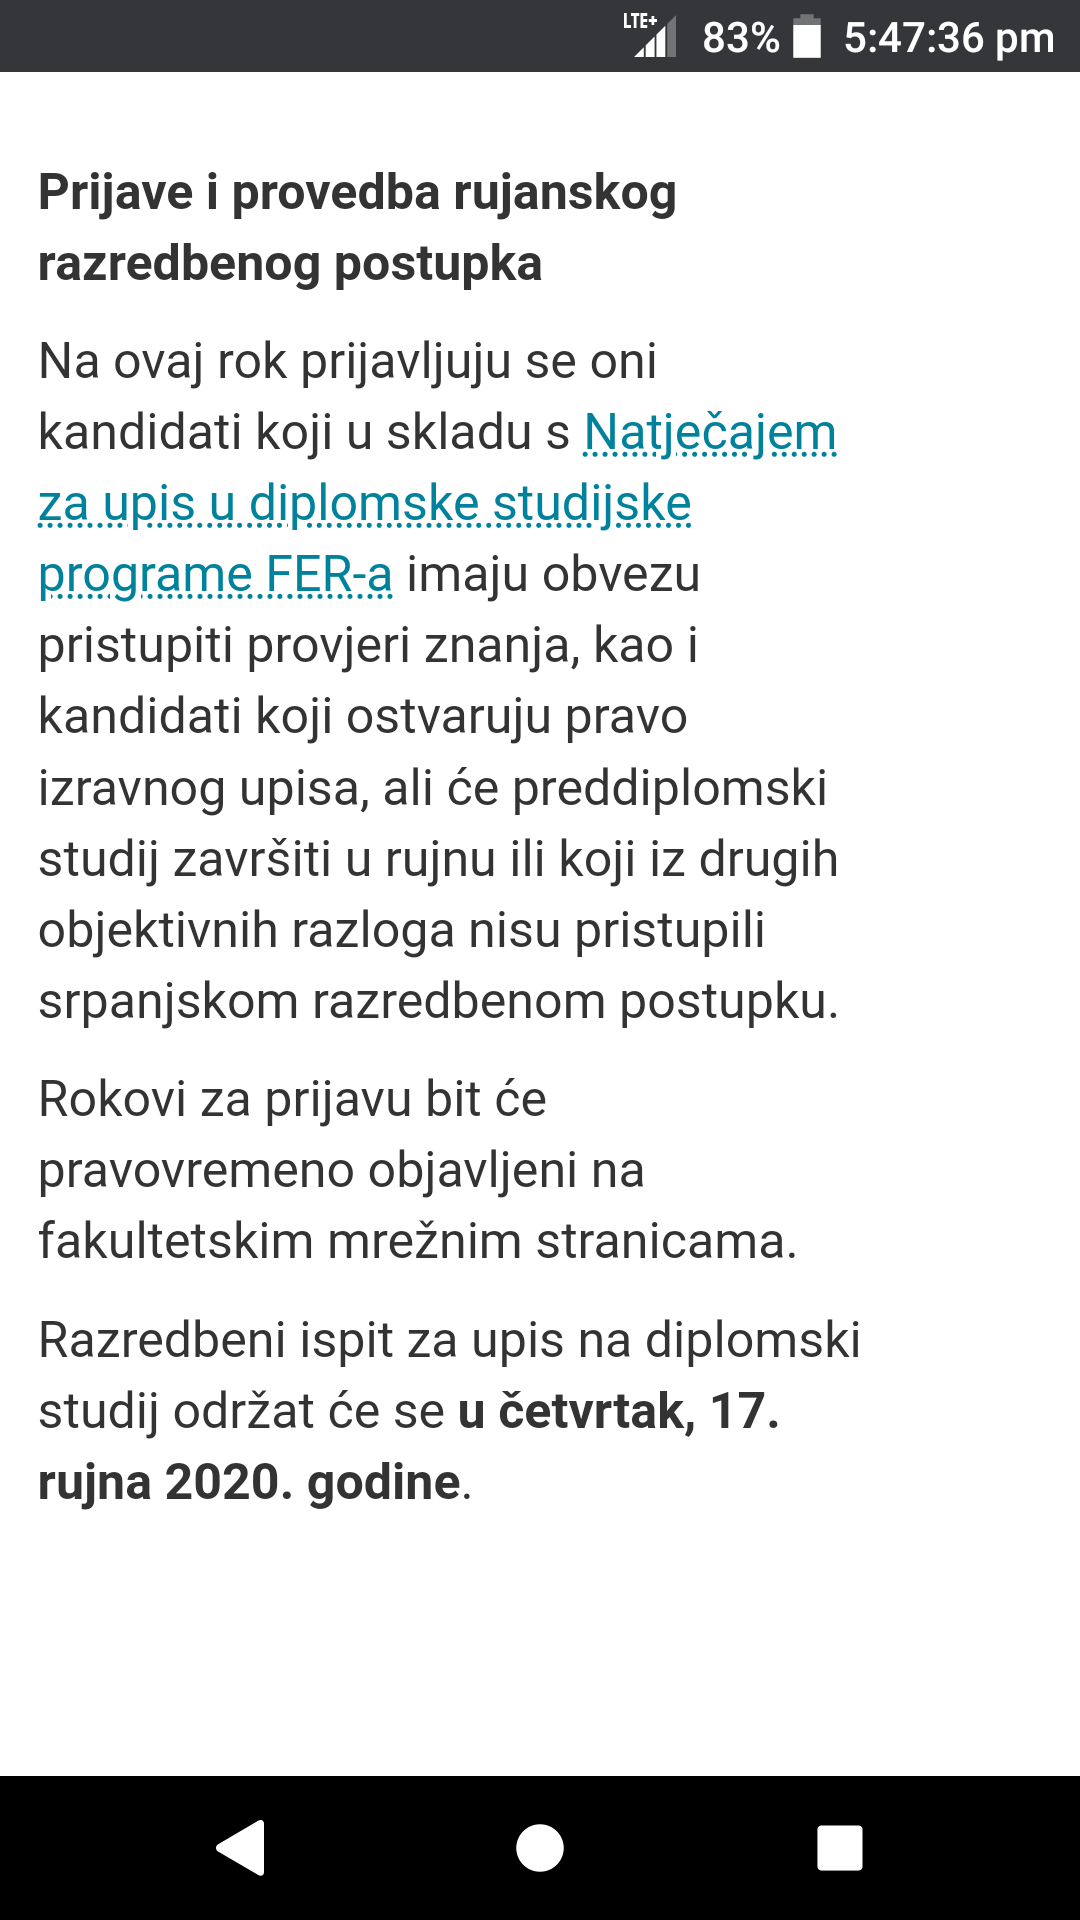 LTE+ 83% 5:47:36 pm
Prijave i provedba rujanskog
razredbenog postupka
Na ovaj rok prijavljuju se oni
kandidati koji u skladu s Natječajem
za upis u diplomske studijske
programe FER-a imaju obvezu
pristupiti provjeri znanja, kao i
kandidati koji ostvaruju pravo
izravnog upisa, ali će preddiplomski
studij završiti u rujnu ili koji iz drugih
objektivnih razloga nisu pristupili
srpanjskom razredbenom postupku.
Rokovi za prijavu bit će
pravovremeno objavljeni na
fakultetskim mrežnim stranicama.
Razredbeni ispit za upis na diplomski
studij održat će se u četvrtak, 17.
rujna 2020. godine.